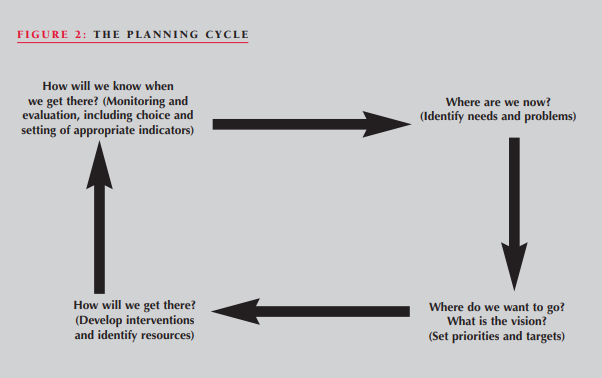 FIGURE 2: THE PLANNING CYCLE
How will we know when
we get there? (Monitoring and
evaluation, including choice and
setting of appropriate indicators)
Where are we now?
(Identify needs and problems)
How will we get there?
(Develop interventions
and identify resources)
Where do we want to go?
What is the vision?
(Set priorities and targets)